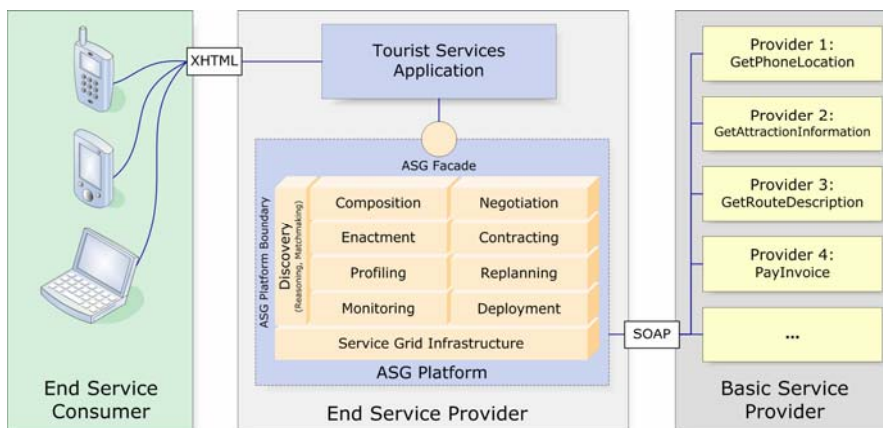 XHTML
End Service
Consumer
Tourist Services
Application
ASG Facade
ASG Platform Boundary
Discovery
(Reasoning, Matchmaking)
Composition
Negotiation
Enactment
Contracting
Profiling
Replanning
Monitoring
Deployment
Service Grid Infrastructure
ASG Platform
End Service Provider
SOAP
Provider 1:
GetPhoneLocation
Provider 2:
GetAttractionInformation
Provider 3:
GetRouteDescription
Provider 4:
PayInvoice
...
Basic Service
Provider